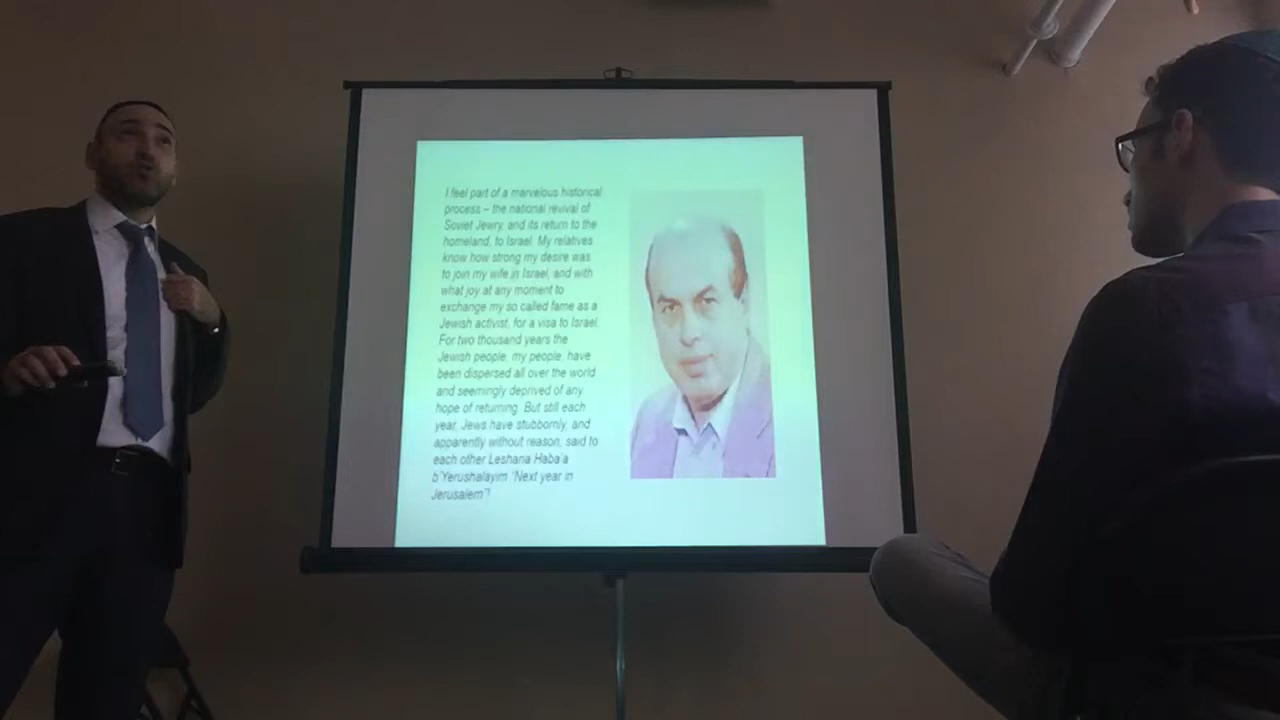 I feel part of a marvelous historical
process – the national revival of
Soviet Jewry, and its return to the
homeland, to Israel. My relatives
know how strong my desire was
to join my wife in Israel, and with
what joy at any moment to
exchange my so called fame as a
Jewish activist, for a visa to Israel.
For two thousand years the
Jewish people, my people, have
been dispersed all over the world
and seemingly deprived of any
hope of returning. But still each
year, Jews have stubbornly, and
apparently without reason, said to
each other Leshana Haba'a
b'Yerushalayim "Next year in
Jerusalem"!